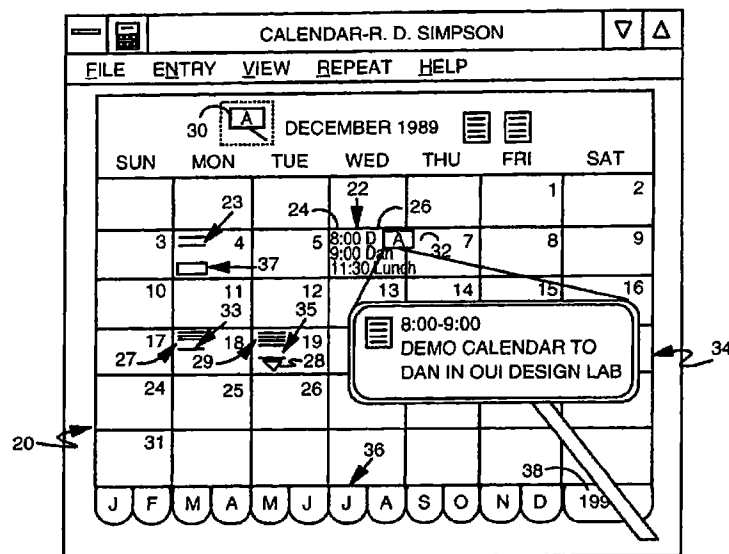 CALENDAR-R. D. SIMPSON
FILE ENTRY VIEW REPEAT HELP
30 A DECEMBER 1989
SUN MON TUE WED THU FRI SAT
23 24 22 26 1 2
3 4 5 8:00 D A 32 7 8 9
9:00 Dan
37 11:30 Lunch
10 11 12 13 14 15 16
33 35
8:00-9:00
17 18 19
DEMO CALENDAR TO
34
27 29 28
DAN IN OUI DESIGN LAB
24 25 26
20 31 36 38
J F M A M J J A S O N D 199